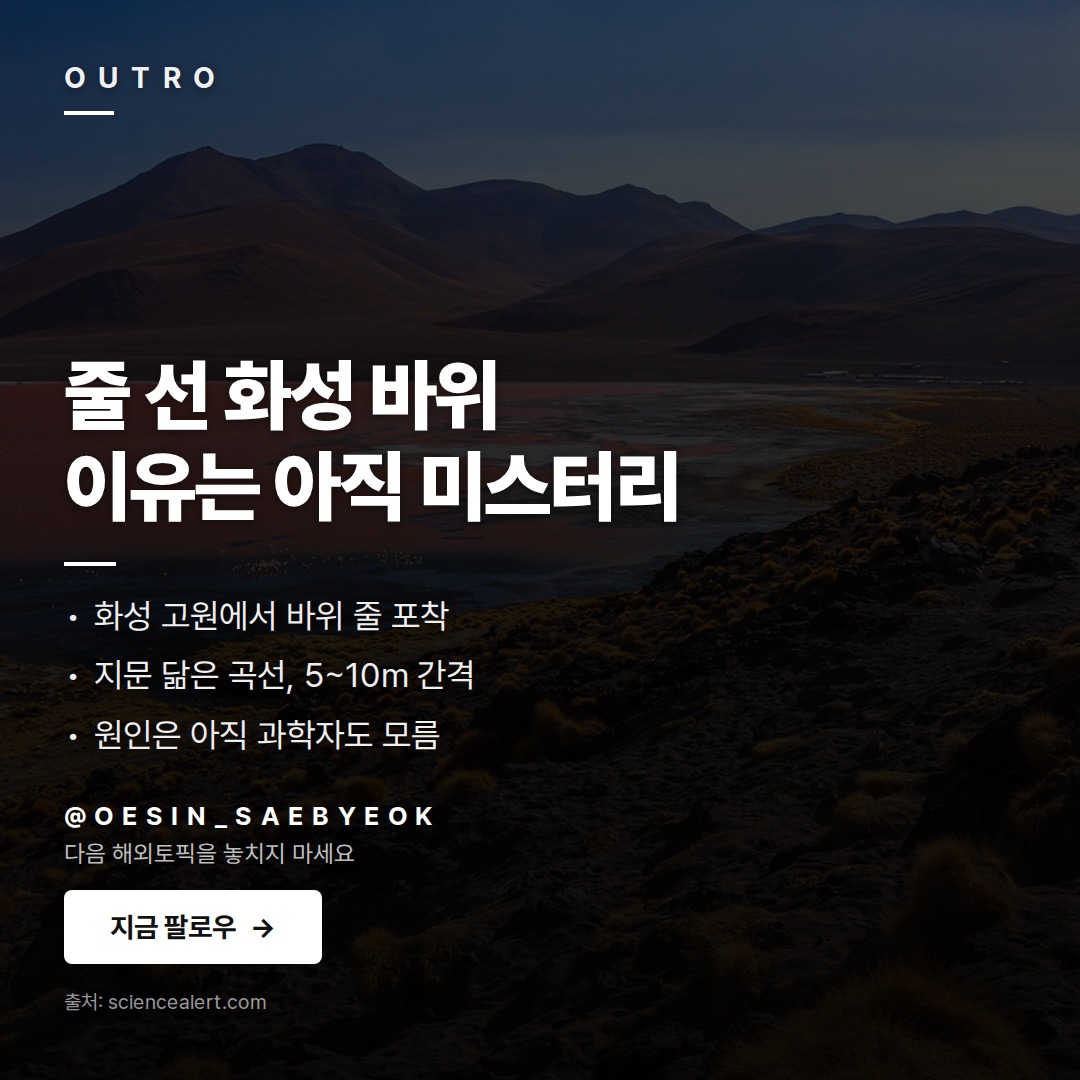 OUTRO
줄 선 화성 바위
이유는 아직 미스터리
• 화성 고원에서 바위 줄 포착
• 지문 닮은 곡선, 5~10m 간격
• 원인은 아직 과학자도 모름
@OESIN_SAEBYEOK
다음 해외토픽을 놓치지 마세요
지금 팔로우 →
출처: sciencealert.com